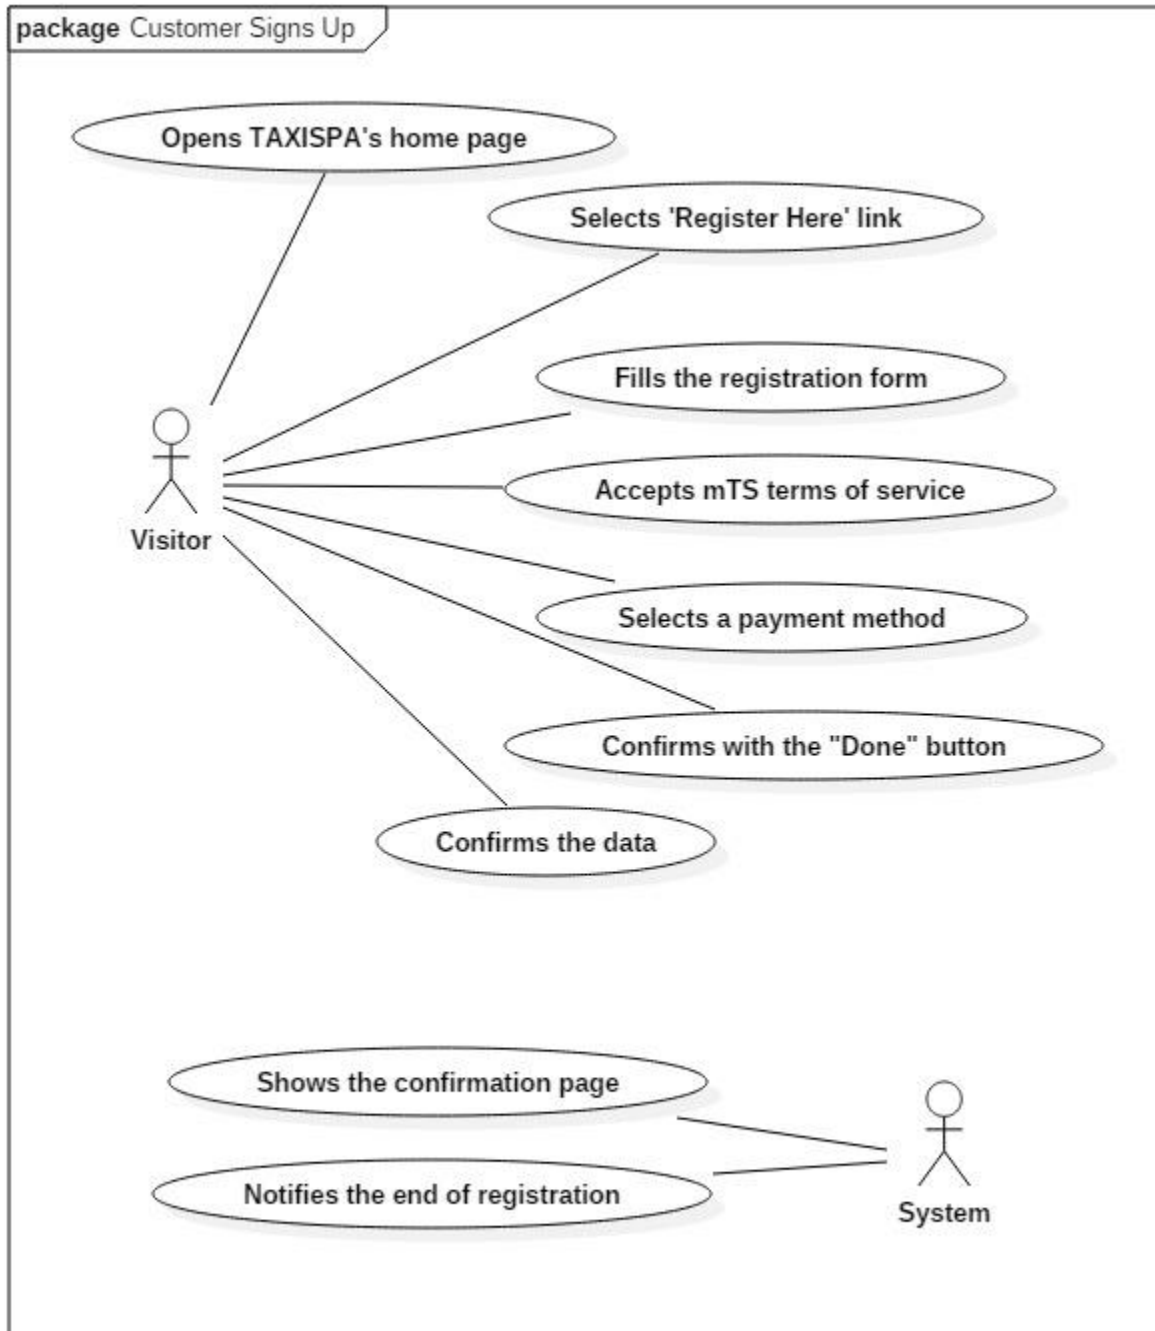 package Customer Signs Up
Opens TAXISPA's home page
Selects 'Register Here' link
Fills the registration form
Accepts mTS terms of service
Visitor
Selects a payment method
Confirms with the "Done" button
Confirms the data
Shows the confirmation page
Notifies the end of registration
System